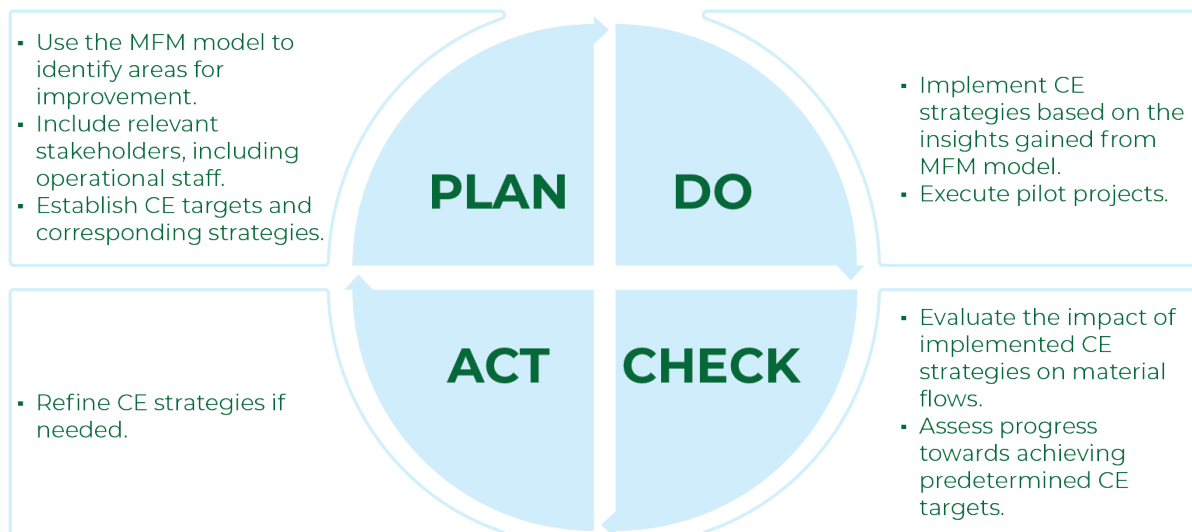 ▪ Use the MFM model to
identify areas for
improvement.
▪ Include relevant
stakeholders, including
operational staff.
▪ Establish CE targets and
corresponding strategies.
PLAN
DO
▪ Implement CE
strategies based on the
insights gained from
MFM model.
▪ Execute pilot projects.
ACT
CHECK
▪ Refine CE strategies if
needed.
▪ Evaluate the impact of
implemented CE
strategies on material
flows.
▪ Assess progress
towards achieving
predetermined CE
targets.